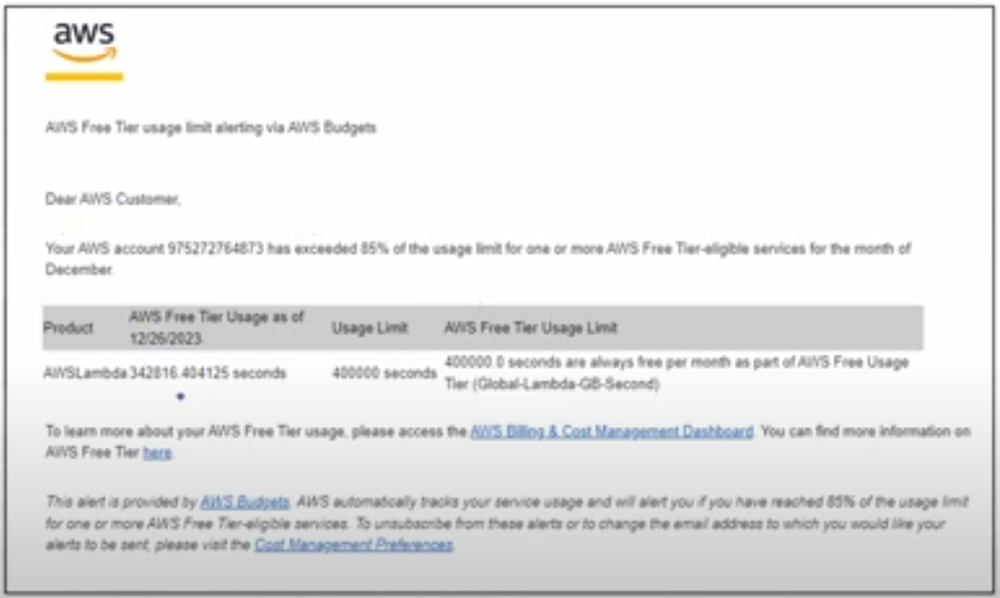 aws
AWS Free Tier usage limit alerting via AWS Budgets
Dear AWS Customer,
Your AWS account 975272764873 has exceeded 85% of the usage limit for one or more AWS Free Tier-eligible services for the month of
December.
Product AWS Free Tier Usage as of 12/26/2023 Usage Limit AWS Free Tier Usage Limit
AWSLambda 342816.404125 seconds 400000 seconds 400000.0 seconds are always free per month as part of AWS Free Usage Tier (Global-Lambda-GB-Second)
To learn more about your AWS Free Tier usage, please access the AWS Billing & Cost Management Dashboard. You can find more information on
AWS Free Tier here.
This alert is provided by AWS Budgets. AWS automatically tracks your service usage and will alert you if you have reached 85% of the usage limit
for one or more AWS Free Tier-eligible services. To unsubscribe from these alerts or to change the email address to which you would like your
alerts to be sent, please visit the Cost Management Preferences.